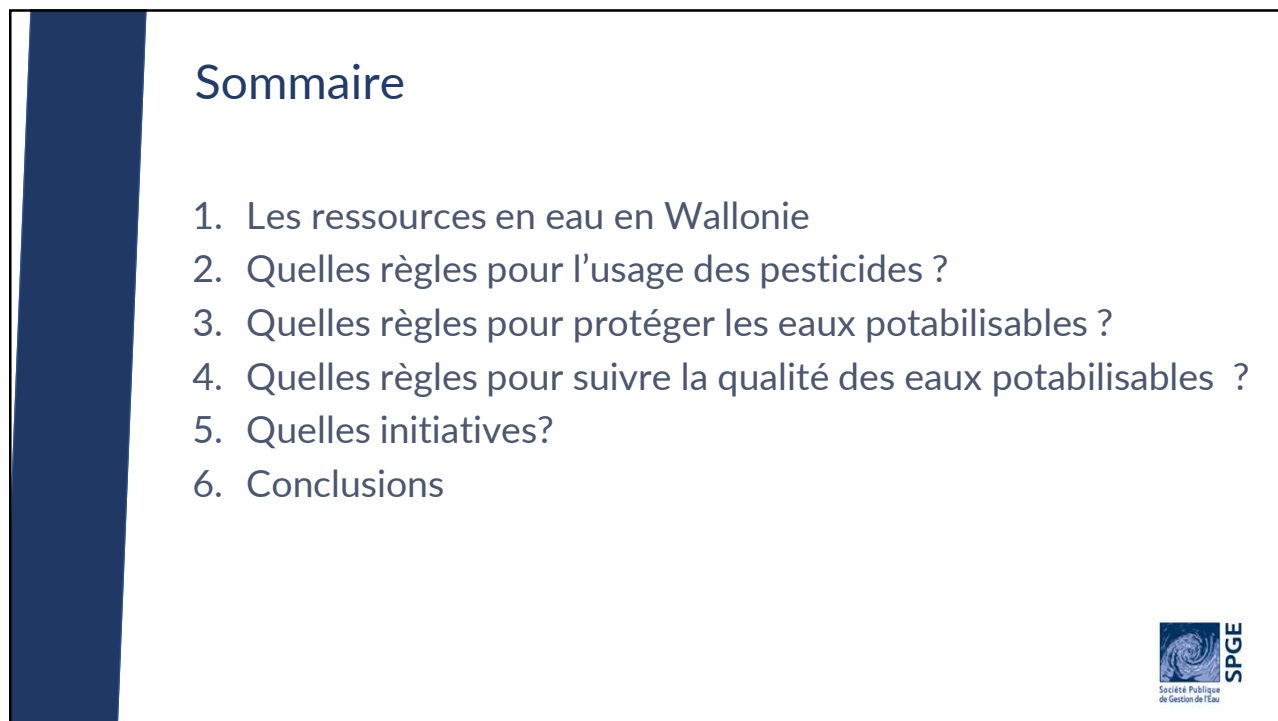 Sommaire
1. Les ressources en eau en Wallonie
2. Quelles règles pour l’usage des pesticides ?
3. Quelles règles pour protéger les eaux potabilisables ?
4. Quelles règles pour suivre la qualité des eaux potabilisables  ?
5. Quelles initiatives?
6. Conclusions
SPGE
Société Publique
de Gestion de l'Eau